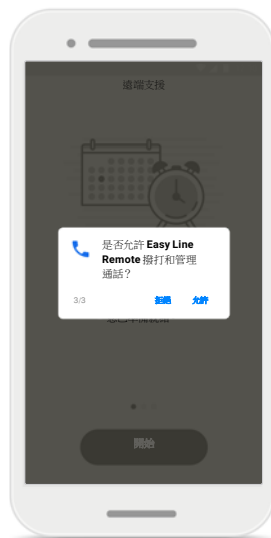 遠端支援
是否允許 Easy Line
Remote 撥打和管理
通話?
3/3
拒絕
允許
開始